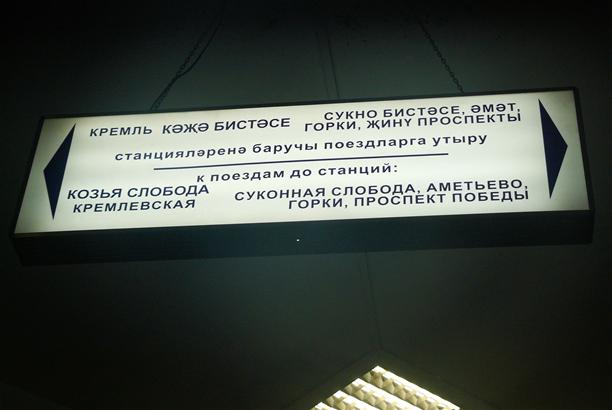 КРЕМЛЬ КӘҖӘ БИСТӘСЕ
СУКНО БИСТӘСЕ, ӘМӘТ,
ГОРКИ, ҖИҢҮ ПРОСПЕКТЫ
станцияләренә баручы поездларга утыру
к поездам до станций:
КОЗЬЯ СЛОБОДА
КРЕМЛЕВСКАЯ
СУКОННАЯ СЛОБОДА, АМЕТЬЕВО,
ГОРКИ, ПРОСПЕКТ ПОБЕДЫ